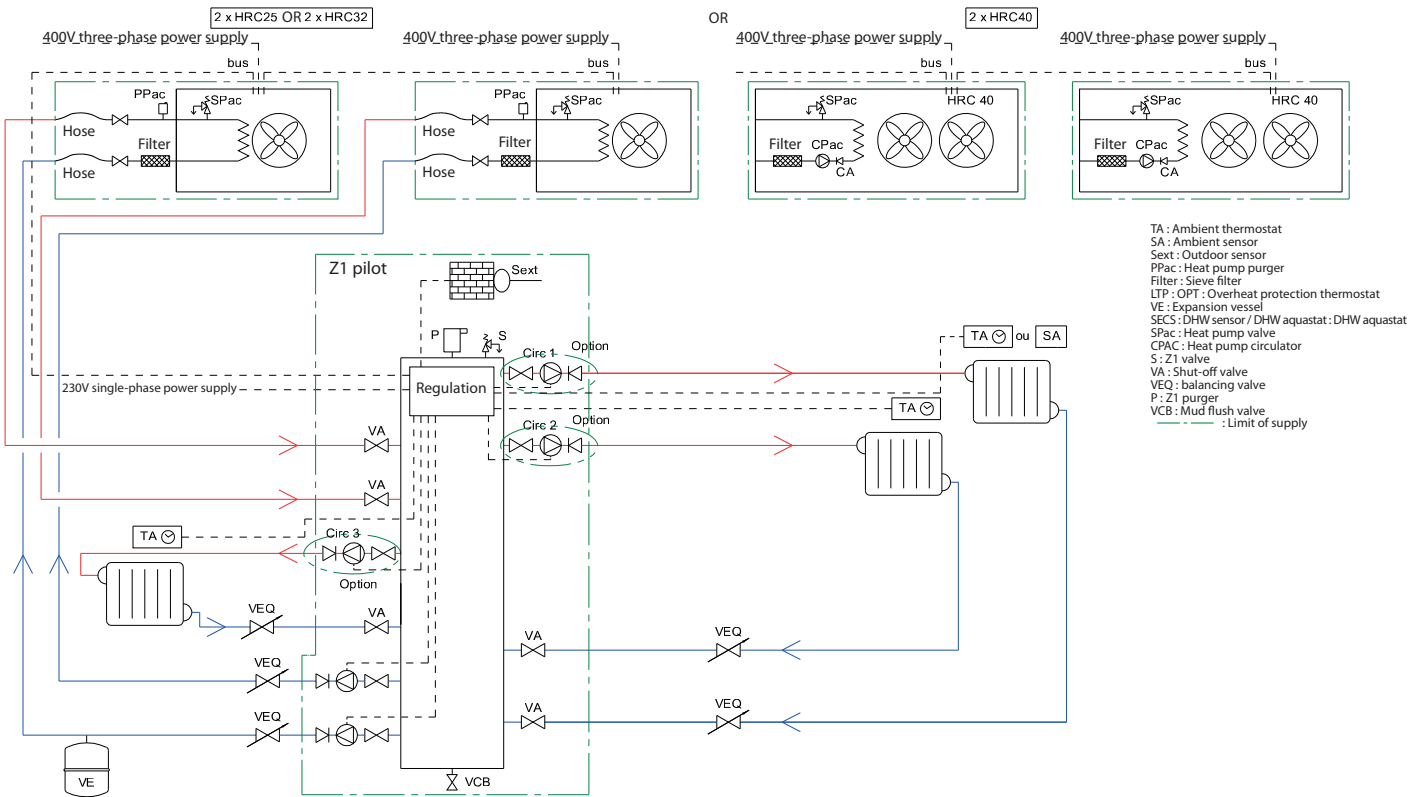 2 x HRC25 OR 2 x HRC32
OR
2 x HRC40
400V three-phase power supply
400V three-phase power supply
400V three-phase power supply
400V three-phase power supply
bus
bus
bus
bus
PPac
SPac
Hose
Filter
Hose
PPac
SPac
Hose
Filter
Hose
SPac
HRC 40
Filter
CPac
CA
SPac
HRC 40
Filter
CPac
CA
TA : Ambient thermostat
SA : Ambient sensor
Sext : Outdoor sensor
PPac : Heat pump purger
Filter : Sieve filter
LTP : OPT : Overheat protection thermostat
VE : Expansion vessel
SECS : DHW sensor / DHW aquastat : DHW aquastat
SPac : Heat pump valve
CPAC : Heat pump circulator
S : Z1 valve
VA : Shut-off valve
VEQ : balancing valve
P : Z1 purger
VCB : Mud flush valve
: Limit of supply
Z1 pilot
Sext
P
S
Circ 1
Option
TA
ou
SA
230V single-phase power supply
Regulation
TA
VA
Circ 2
Option
VA
TA
Circ 3
Option
VEQ
VA
VA
VEQ
VEQ
VEQ
VA
VEQ
VE
VCB